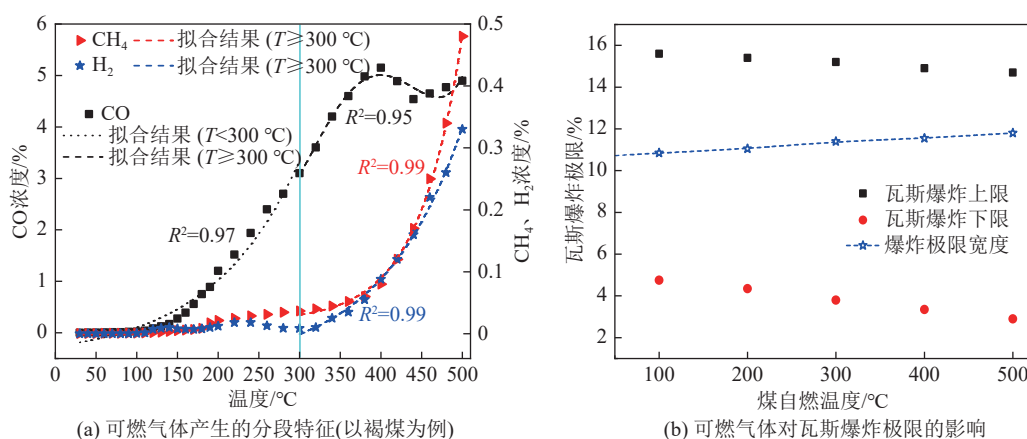 6
5
4
3
2
1
0
CO浓度/%
0.5
0.4
0.3
0.2
0.1
0
CH₄、H₂浓度/%
CH₄ 拟合结果 (T≥300 ℃)
H₂ 拟合结果 (T≥300 ℃)
CO
拟合结果 (T<300 ℃)
拟合结果 (T≥300 ℃)
R²=0.95
R²=0.99
R²=0.97
R²=0.99
0 50 100 150 200 250 300 350 400 450 500
温度/℃
(a) 可燃气体产生的分段特征(以褐煤为例)
16
14
12
10
8
6
4
2
瓦斯爆炸极限/%
瓦斯爆炸上限
瓦斯爆炸下限
爆炸极限宽度
100 200 300 400 500
煤自燃温度/℃
(b) 可燃气体对瓦斯爆炸极限的影响